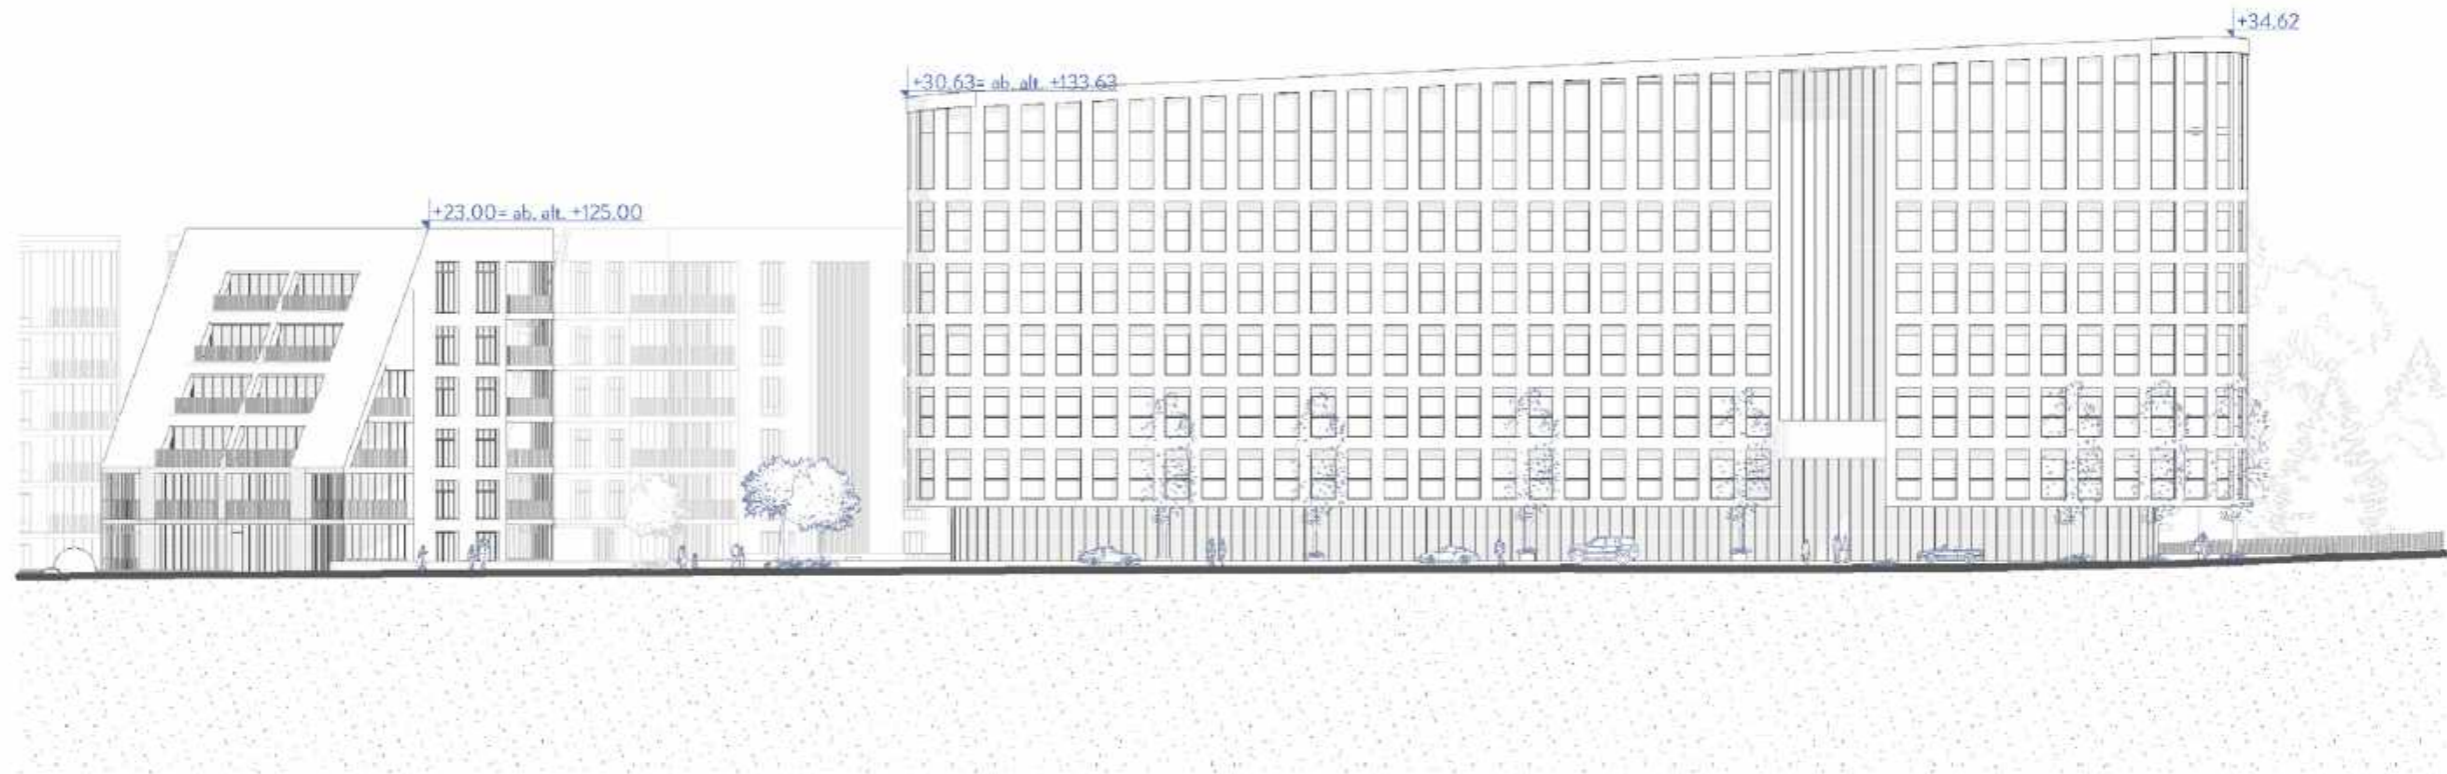 +34.62
+30.63= ab. alt. +133.63
+23.00= ab. alt. +125.00